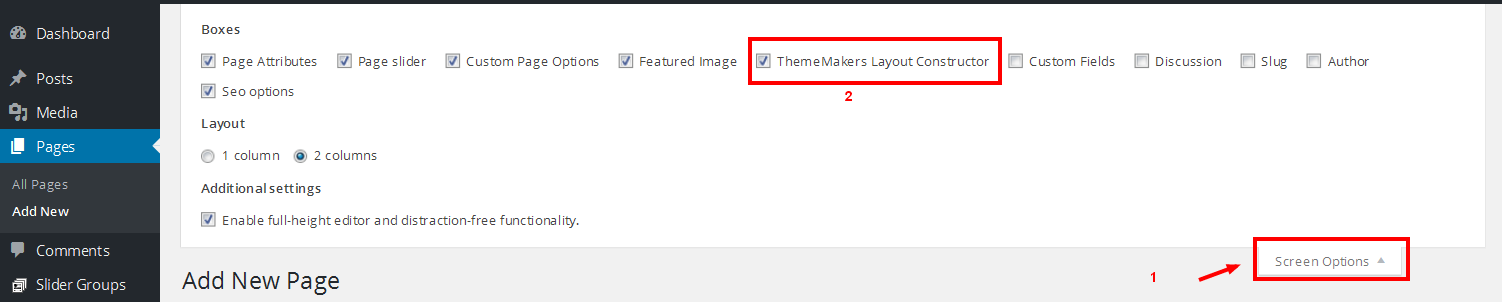 Dashboard
Posts
Media
Pages
All Pages
Add New
Comments
Slider Groups
Boxes
Page Attributes Page slider Custom Page Options Featured Image ThemeMakers Layout Constructor Custom Fields Discussion Slug Author
2
Seo options
Layout
1 column 2 columns
Additional settings
Enable full-height editor and distraction-free functionality.
Add New Page
1
Screen Options